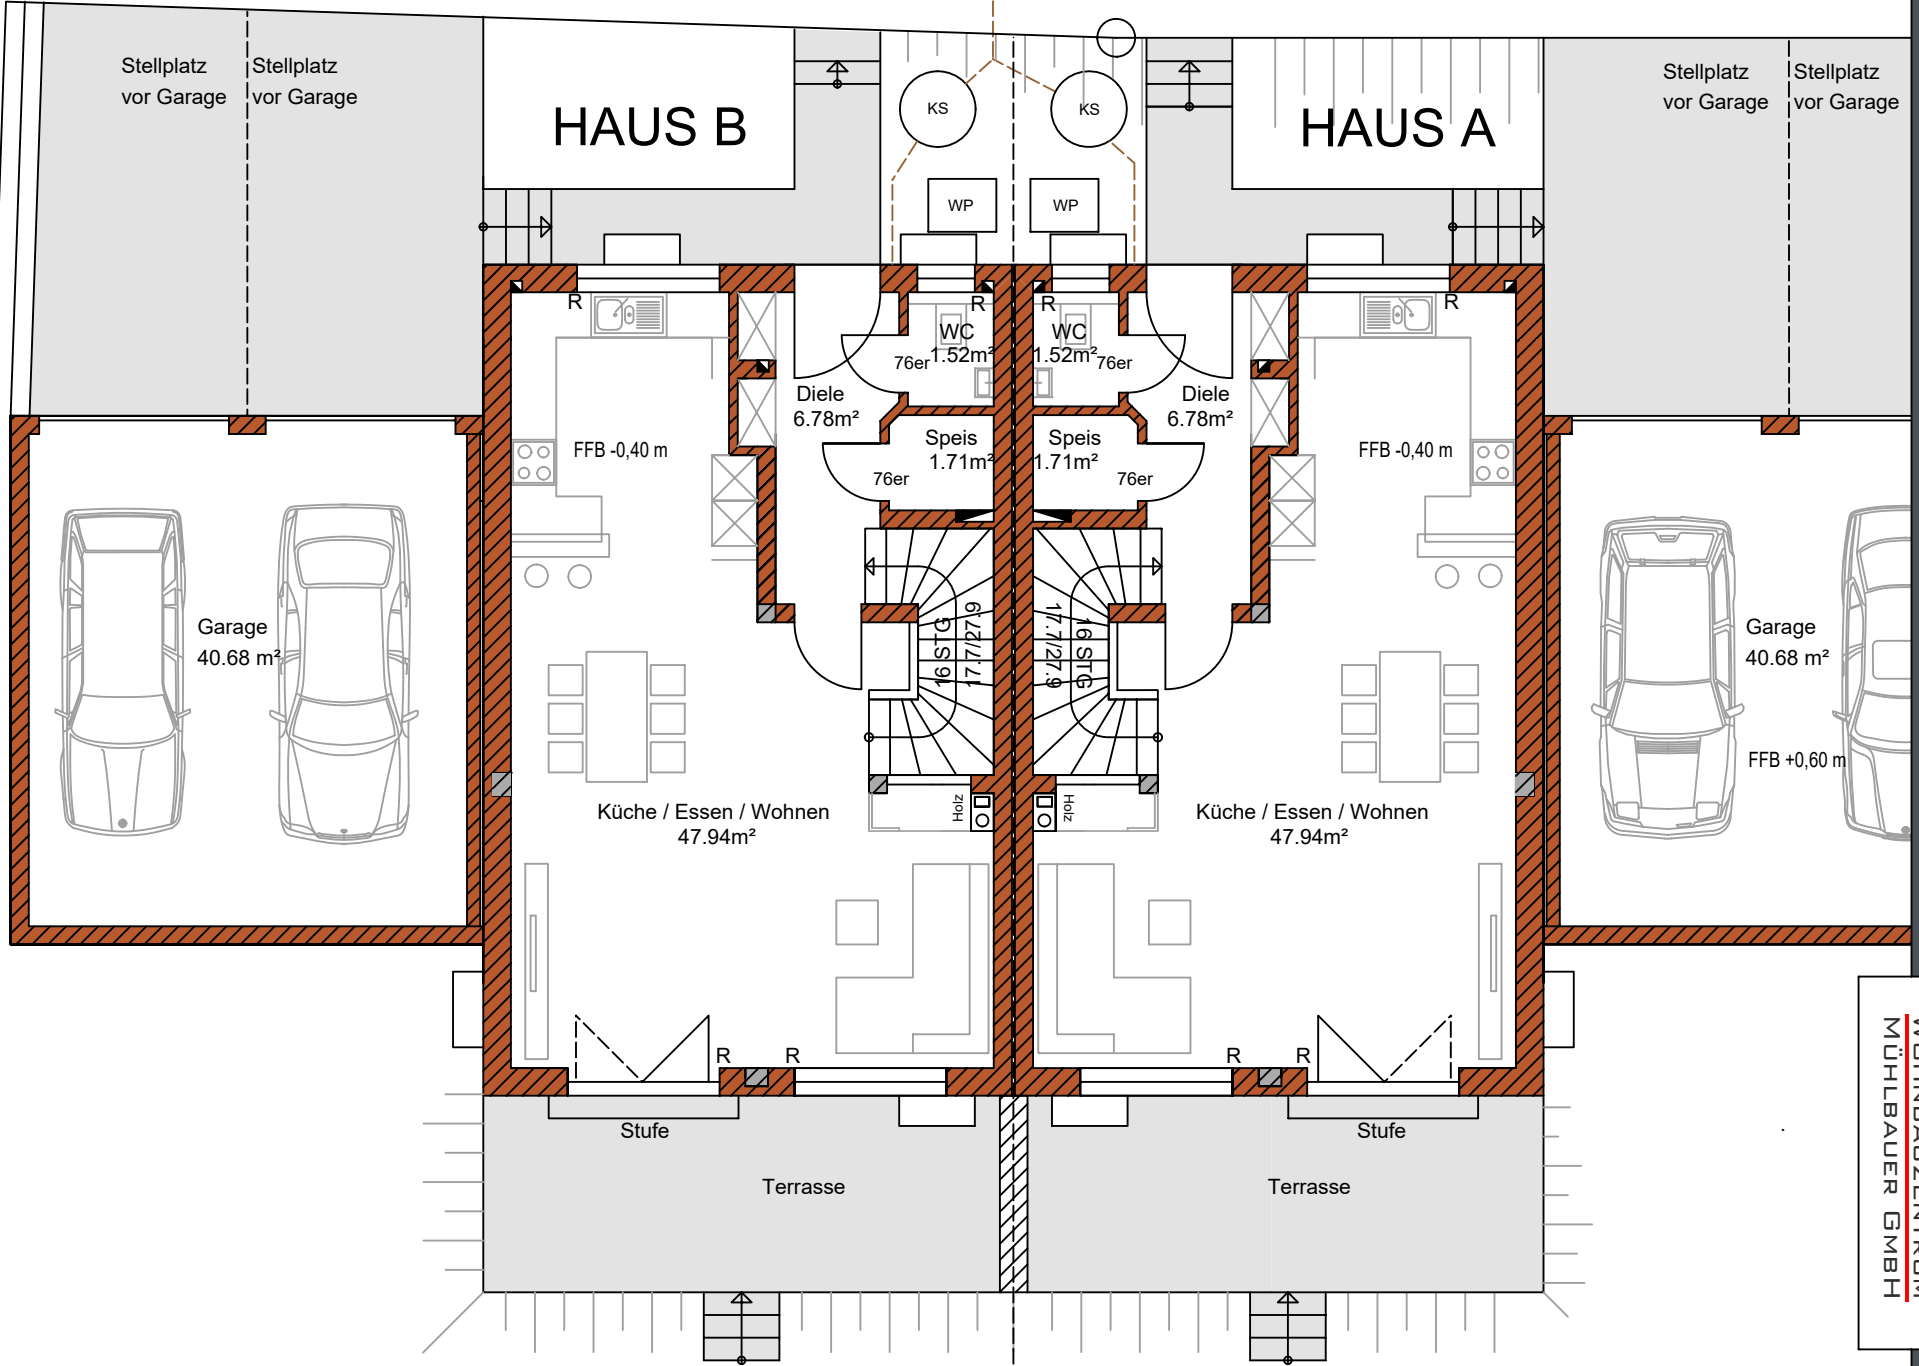 Stellplatz
vor Garage
Stellplatz
vor Garage
Stellplatz
vor Garage
Stellplatz
vor Garage
HAUS B
HAUS A
KS
KS
WP
WP
R
R
R
R
WC
1.52m²
WC
1.52m²
76er
76er
Diele
6.78m²
Diele
6.78m²
FFB -0,40 m
FFB -0,40 m
Speis
1.71m²
Speis
1.71m²
76er
76er
Garage
40.68 m²
16 STG
17.7/27.9
16 STG
17.7/27.9
Garage
40.68 m²
FFB +0,60 m
Küche / Essen / Wohnen
47.94m²
Holz
Holz
Küche / Essen / Wohnen
47.94m²
R
R
R
R
Stufe
Stufe
Terrasse
Terrasse
WOHNBAUZENTRUM
MÜHLBAUER GMBH